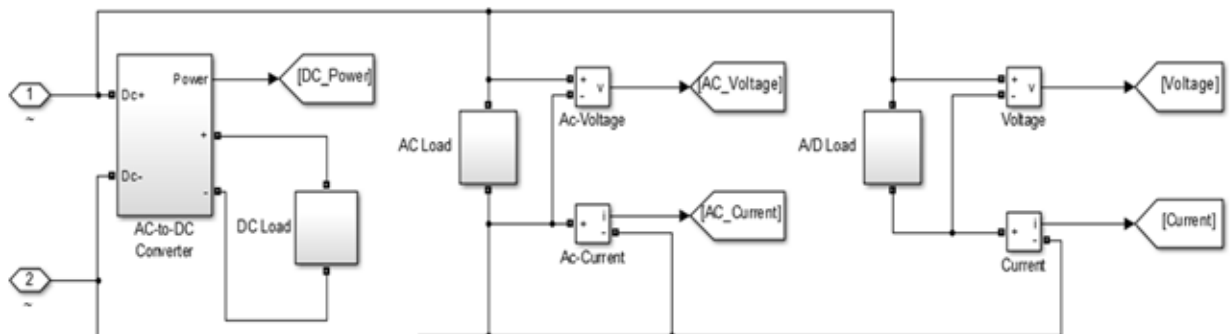 1
~
2
~
Dc+
Dc-
Power
+
-
AC-to-DC
Converter
[DC_Power]
DC Load
AC Load
+
-
v
Ac-Voltage
[AC_Voltage]
+
i
-
Ac-Current
[AC_Current]
A/D Load
+
-
v
Voltage
[Voltage]
+
i
-
Current
[Current]